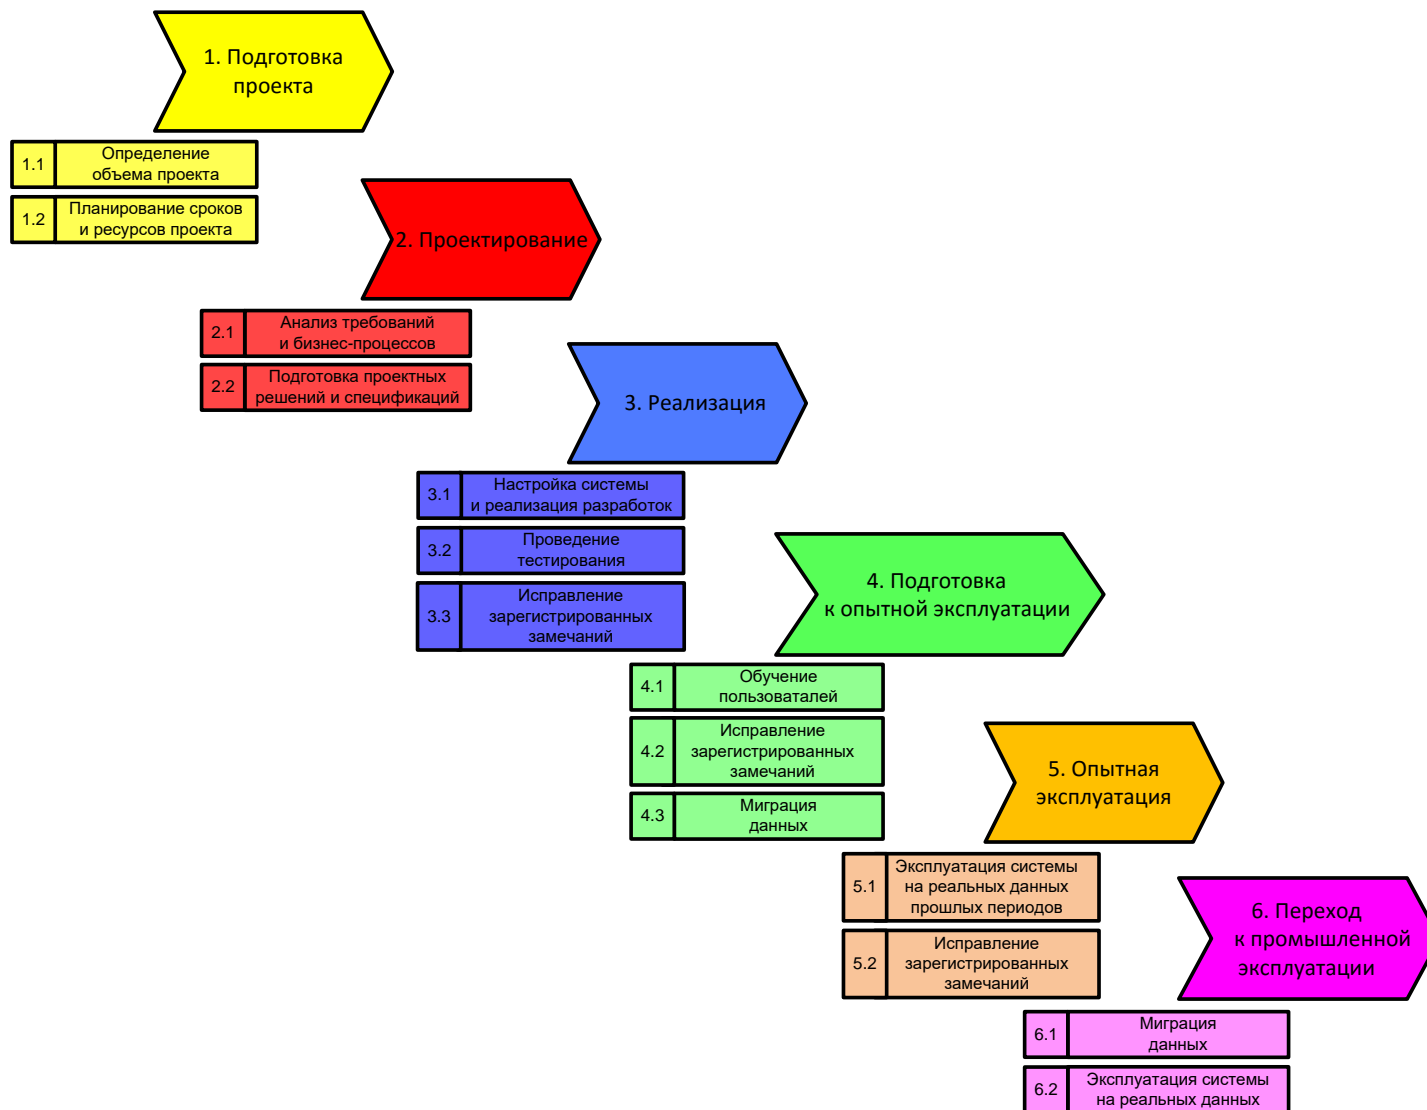 1. Подготовка
проекта
1.1
Определение
объема проекта
1.2
Планирование сроков
и ресурсов проекта
2. Проектирование
2.1
Анализ требований
и бизнес-процессов
2.2
Подготовка проектных
решений и спецификаций
3. Реализация
3.1
Настройка системы
и реализация разработок
3.2
Проведение
тестирования
3.3
Исправление
зарегистрированных
замечаний
4. Подготовка
к опытной эксплуатации
4.1
Обучение
пользоваталей
4.2
Исправление
зарегистрированных
замечаний
4.3
Миграция
данных
5. Опытная
эксплуатация
5.1
Эксплуатация системы
на реальных данных
прошлых периодов
5.2
Исправление
зарегистрированных
замечаний
6. Переход
к промышленной
эксплуатации
6.1
Миграция
данных
6.2
Эксплуатация системы
на реальных данных